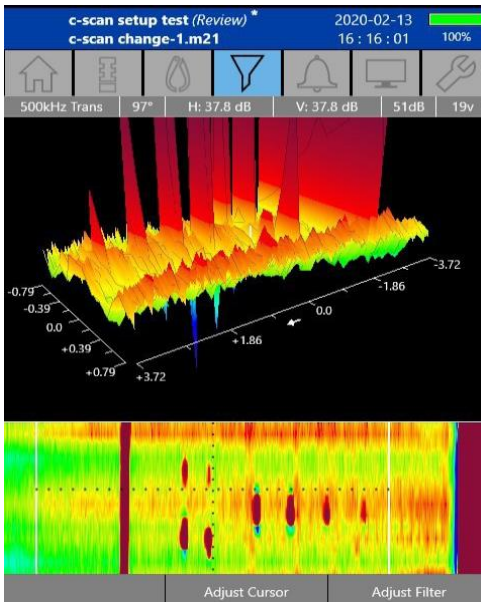 c-scan setup test (Review) *
2020-02-13
c-scan change-1.m21
16 : 16 : 01
100%
500kHz Trans 97° H: 37.8 dB V: 37.8 dB 51dB 19v
-3.72
-1.86
0.0
+1.86
+3.72
-0.79
-0.39
0.0
+0.39
+0.79
Adjust Cursor Adjust Filter